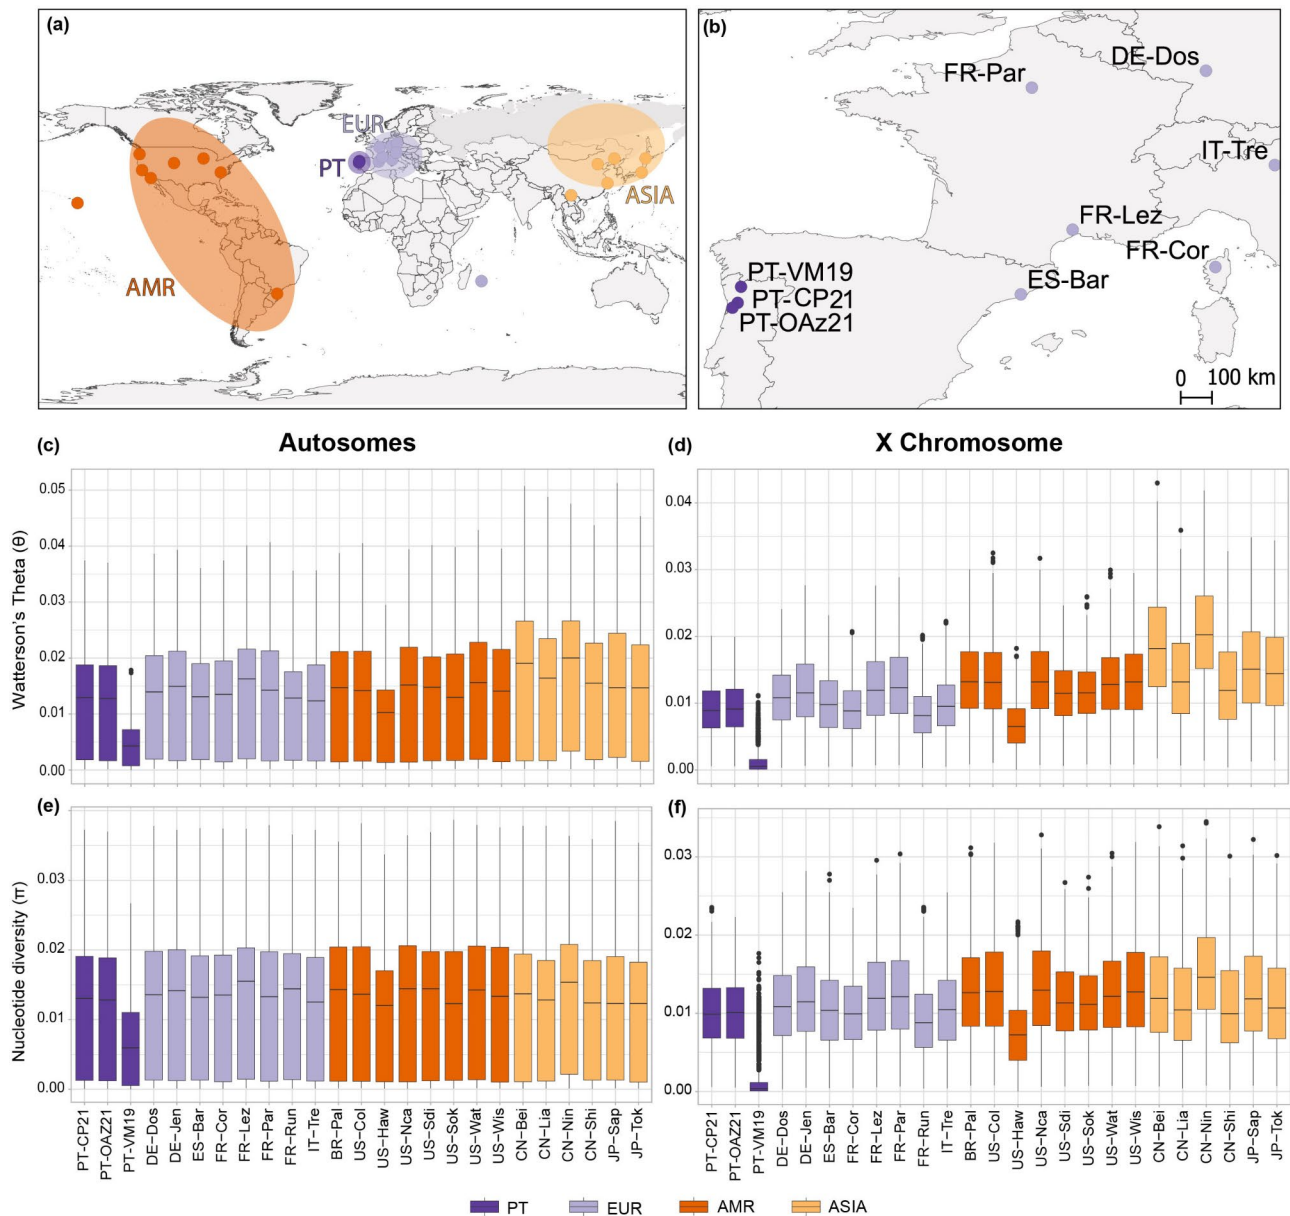 (a)
EUR
PT
ASIA
AMR
(b)
DE-Dos
FR-Par
IT-Tre
FR-Lez
FR-Cor
PT-VM19
ES-Bar
PT-CP21
PT-OAz21
0 100 km
(c) Autosomes
(d) X Chromosome
Watterson's Theta (θ)
0.05
0.04
0.03
0.02
0.01
0.00
0.04
0.03
0.02
0.01
0.00
(e)
(f)
Nucleotide diversity (π)
0.03
0.02
0.01
0.00
0.03
0.02
0.01
0.00
PT-CP21
PT-OAZ21
PT-VM19
DE-Dos
DE-Jen
ES-Bar
FR-Cor
FR-Lez
FR-Par
FR-Run
IT-Tre
BR-Pal
US-Col
US-Haw
US-Nca
US-Sdi
US-Sok
US-Wat
US-Wis
CN-Bei
CN-Lia
CN-Nin
CN-Shi
JP-Sap
JP-Tok
PT-CP21
PT-OAZ21
PT-VM19
DE-Dos
DE-Jen
ES-Bar
FR-Cor
FR-Lez
FR-Par
FR-Run
IT-Tre
BR-Pal
US-Col
US-Haw
US-Nca
US-Sdi
US-Sok
US-Wat
US-Wis
CN-Bei
CN-Lia
CN-Nin
CN-Shi
JP-Sap
JP-Tok
PT EUR AMR ASIA